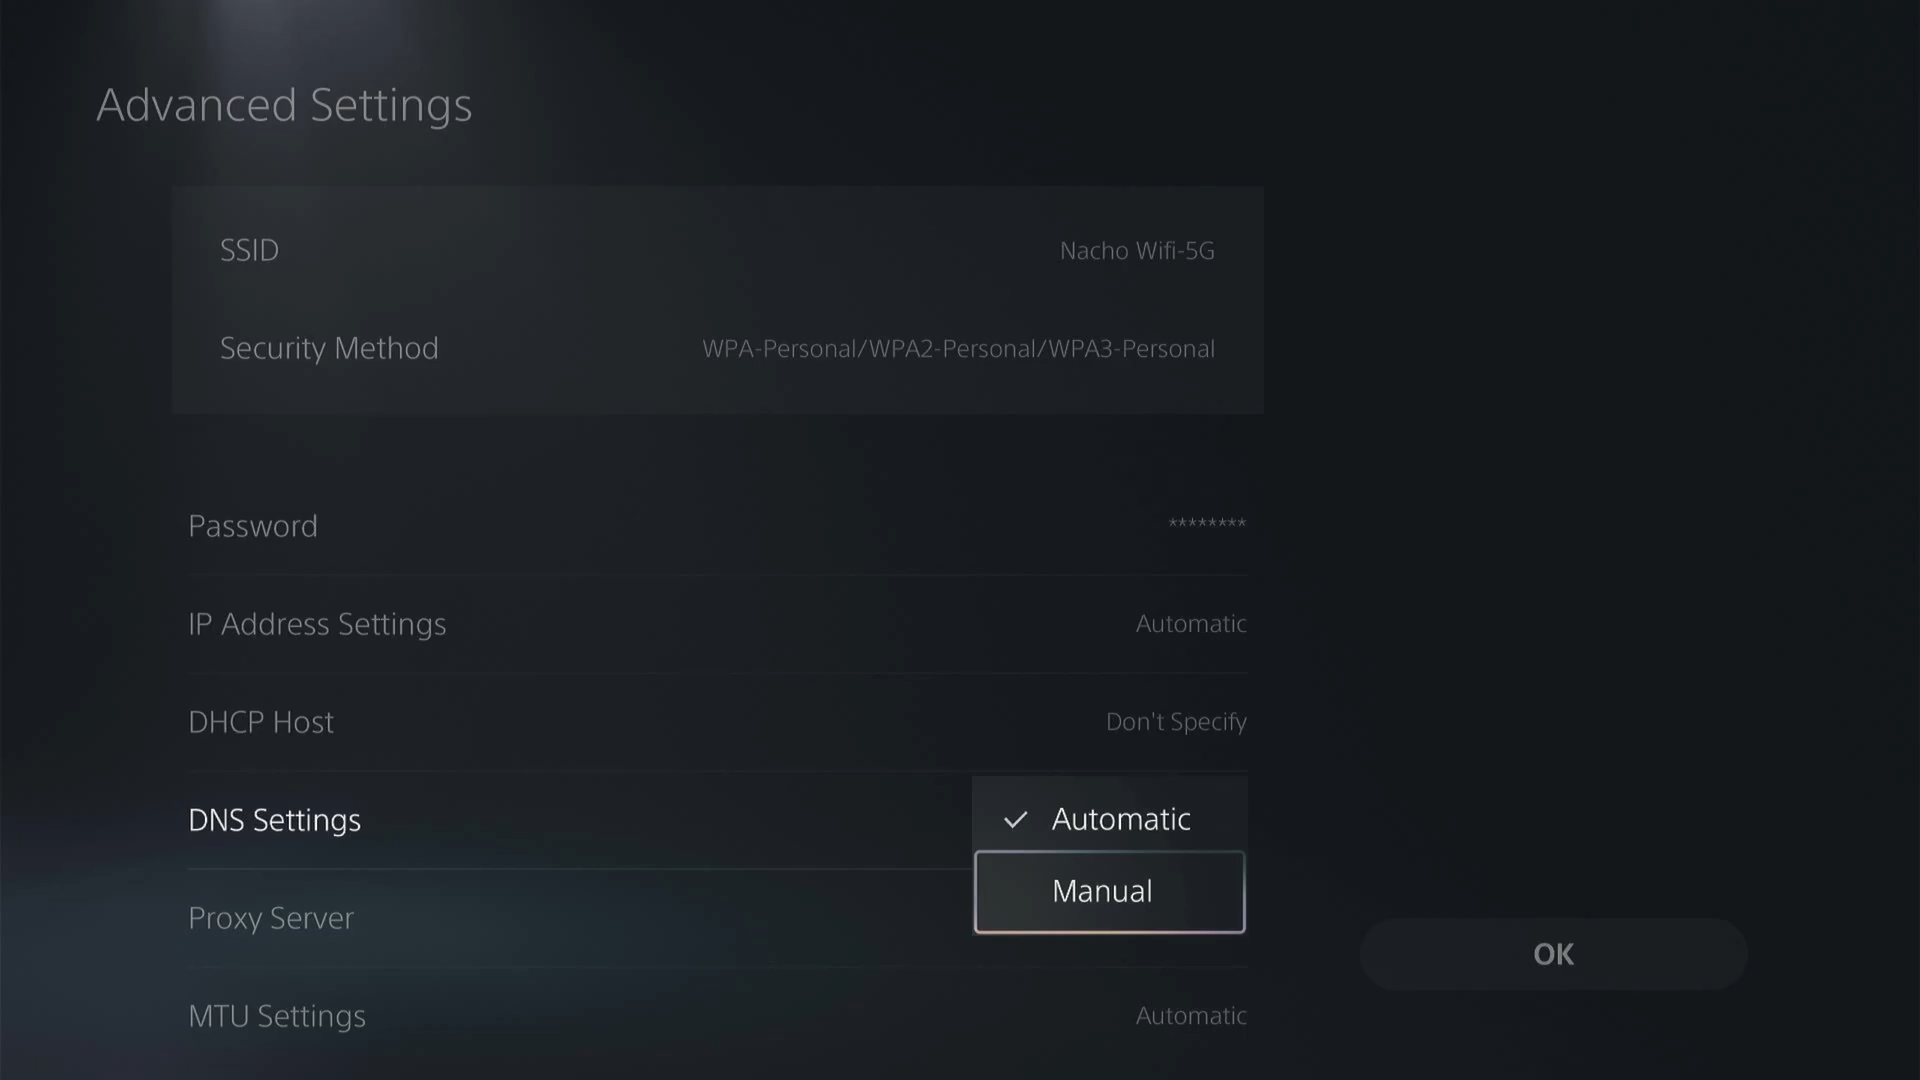 Advanced Settings
SSID Nacho Wifi-5G
Security Method WPA-Personal/WPA2-Personal/WPA3-Personal
Password ********
IP Address Settings Automatic
DHCP Host Don't Specify
DNS Settings ✓ Automatic
Manual
Proxy Server
OK
MTU Settings Automatic